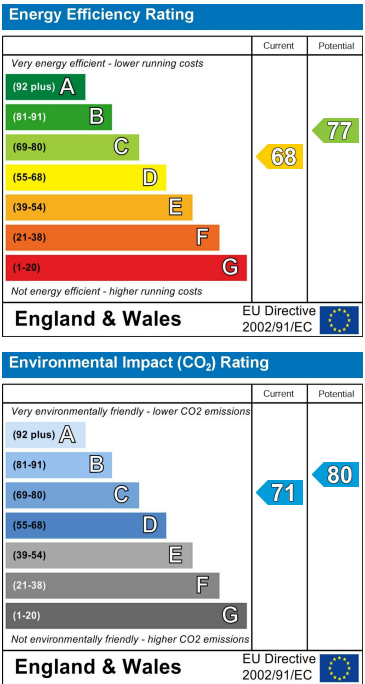 Energy Efficiency Rating
Current Potential
Very energy efficient - lower running costs
(92 plus) A
(81-91) B
(69-80) C
(55-68) D
(39-54) E
(21-38) F
(1-20) G
68
77
Not energy efficient - higher running costs
England & Wales
EU Directive
2002/91/EC
Environmental Impact (CO₂) Rating
Current Potential
Very environmentally friendly - lower CO2 emissions
(92 plus) A
(81-91) B
(69-80) C
(55-68) D
(39-54) E
(21-38) F
(1-20) G
71
80
Not environmentally friendly - higher CO2 emissions
England & Wales
EU Directive
2002/91/EC